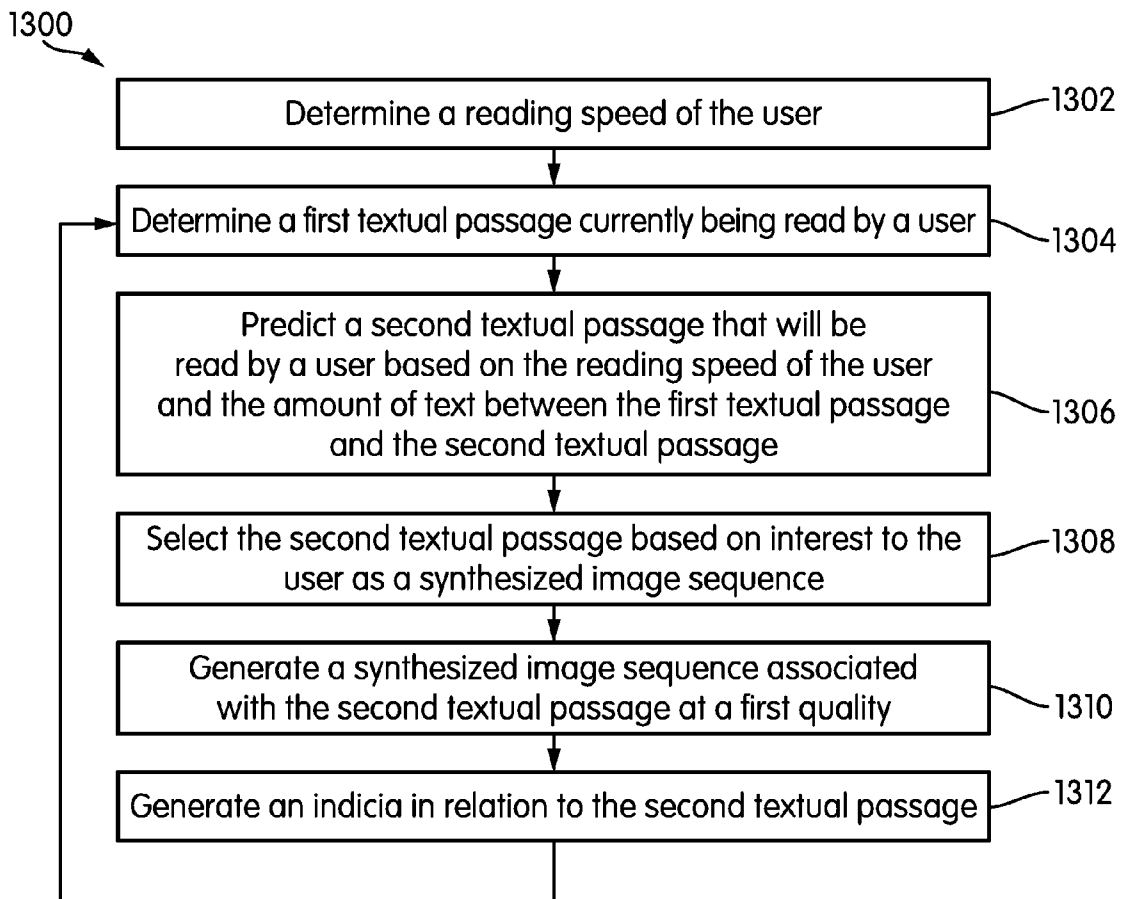 1300
Determine a reading speed of the user
1302
Determine a first textual passage currently being read by a user
1304
Predict a second textual passage that will be
read by a user based on the reading speed of the user
and the amount of text between the first textual passage
and the second textual passage
1306
Select the second textual passage based on interest to the
user as a synthesized image sequence
1308
Generate a synthesized image sequence associated
with the second textual passage at a first quality
1310
Generate an indicia in relation to the second textual passage
1312